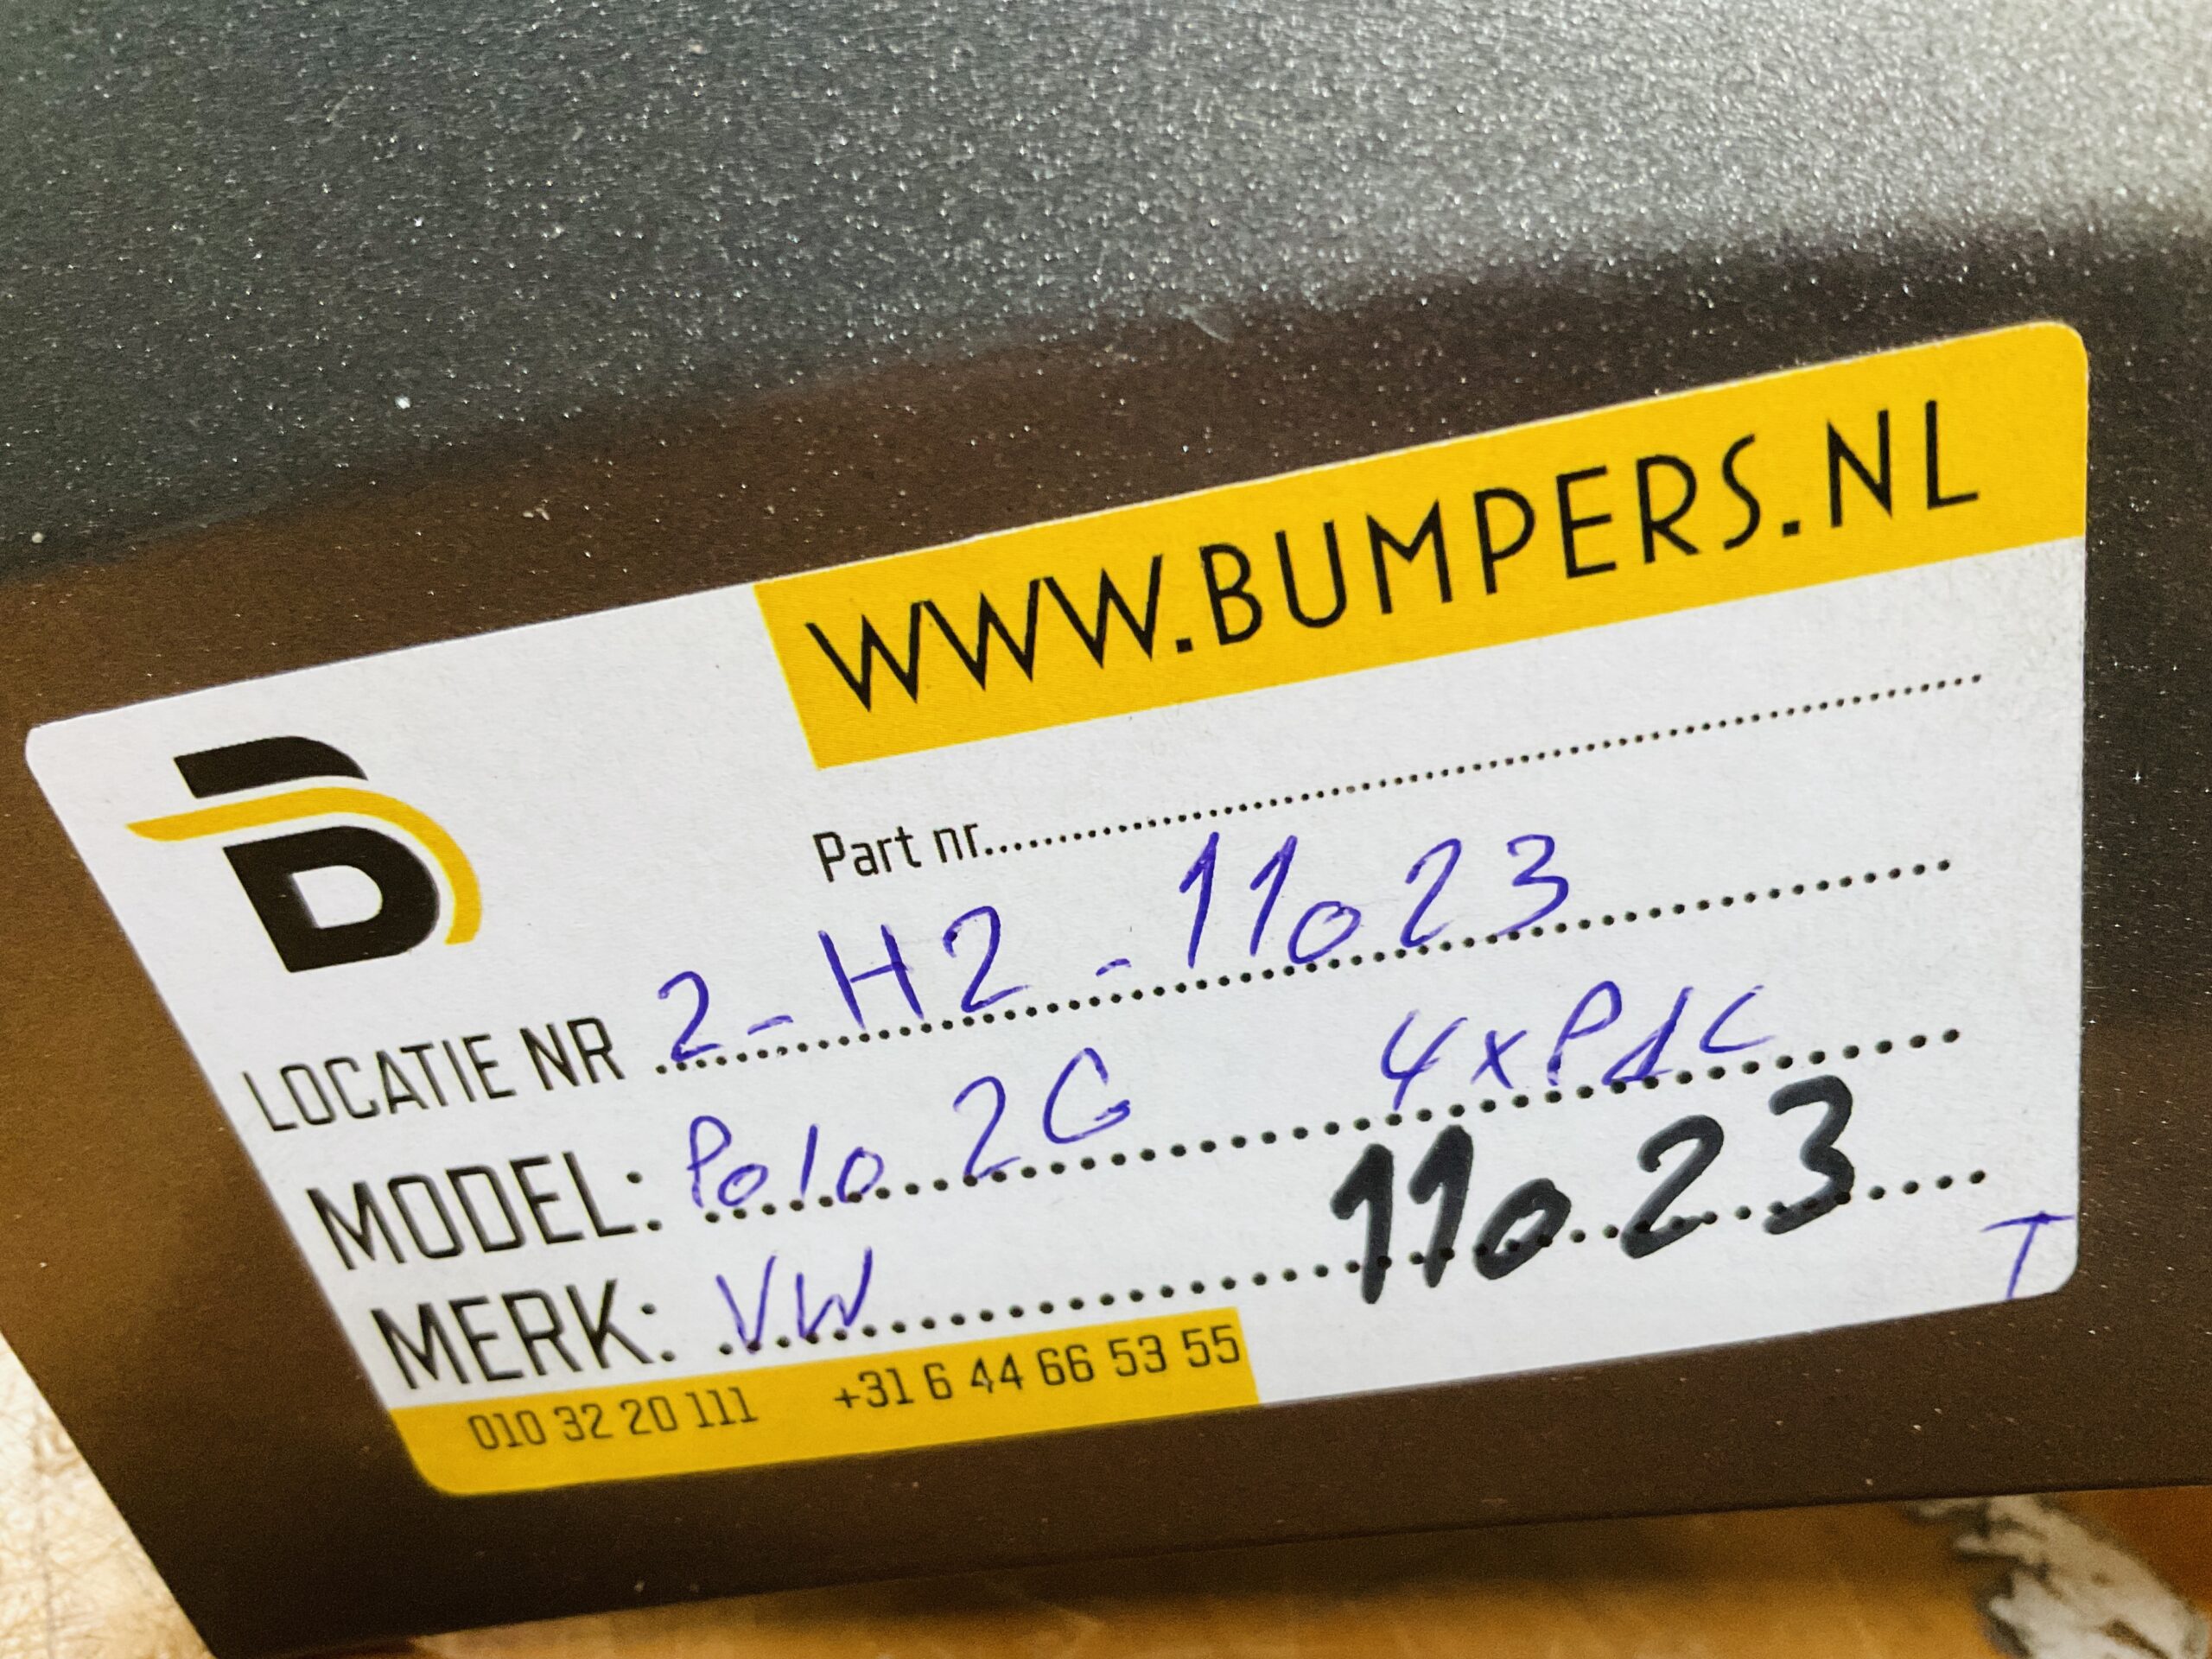 WWW.BUMPERS.NL
B
Part nr..................
LOCATIE NR 2-H2-11023
MODEL: Polo 2G 4xPdC
MERK: VW 11023
T
010 32 20 111 +31 6 44 66 53 55